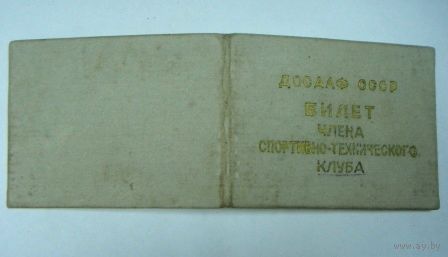 ДОСААФ СССР
БИЛЕТ
ЧЛЕНА
СПОРТИВНО-ТЕХНИЧЕСКОГО
КЛУБА
www.ay.by